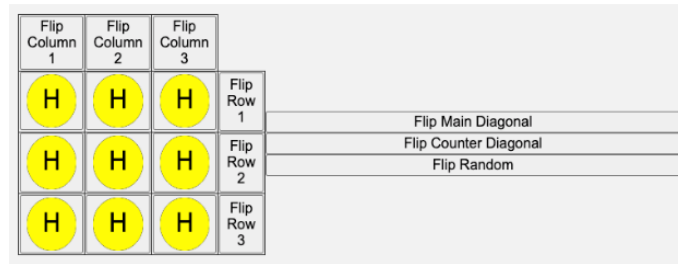 Flip Flip Flip
Column Column Column
1 2 3
H H H
Flip
Row
1
Flip Main Diagonal
Flip Counter Diagonal
Flip Random
H H H
Flip
Row
2
H H H
Flip
Row
3